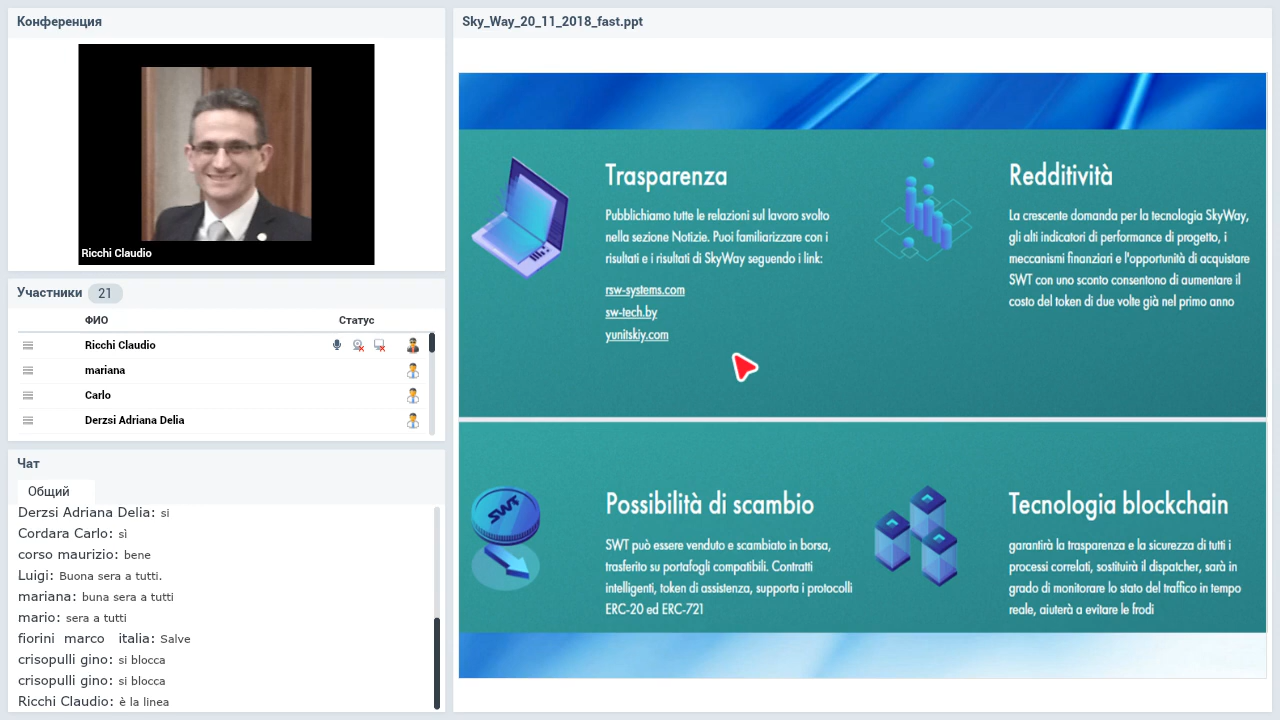 Конференция
Ricchi Claudio
Участники 21
ФИО Статус
Ricchi Claudio
mariana
Carlo
Derzsi Adriana Delia
Чат
Общий
Derzsi Adriana Delia: si
Cordara Carlo: sì
corso maurizio: bene
Luigi: Buona sera a tutti.
mariana: buna sera a tutti
mario: sera a tutti
fiorini marco italia: Salve
crisopulli gino: si blocca
crisopulli gino: si blocca
Ricchi Claudio: è la linea
Sky_Way_20_11_2018_fast.ppt
Trasparenza
Pubblichiamo tutte le relazioni sul lavoro svolto
nella sezione Notizie. Puoi familiarizzare con i
risultati e i risultati di SkyWay seguendo i link:
rsw-systems.com
sw-tech.by
yunitskiy.com
Redditività
La crescente domanda per la tecnologia SkyWay,
gli alti indicatori di performance di progetto, i
meccanismi finanziari e l'opportunità di acquistare
SWT con uno sconto consentono di aumentare il
costo del token di due volte già nel primo anno
SWT
Possibilità di scambio
SWT può essere venduto e scambiato in borsa,
trasferito su portafogli compatibili. Contratti
intelligenti, token di assistenza, supporta i protocolli
ERC-20 ed ERC-721
Tecnologia blockchain
garantirà la trasparenza e la sicurezza di tutti i
processi correlati, sostituirà il dispatcher, sarà in
grado di monitorare lo stato del traffico in tempo
reale, aiuterà a evitare le frodi